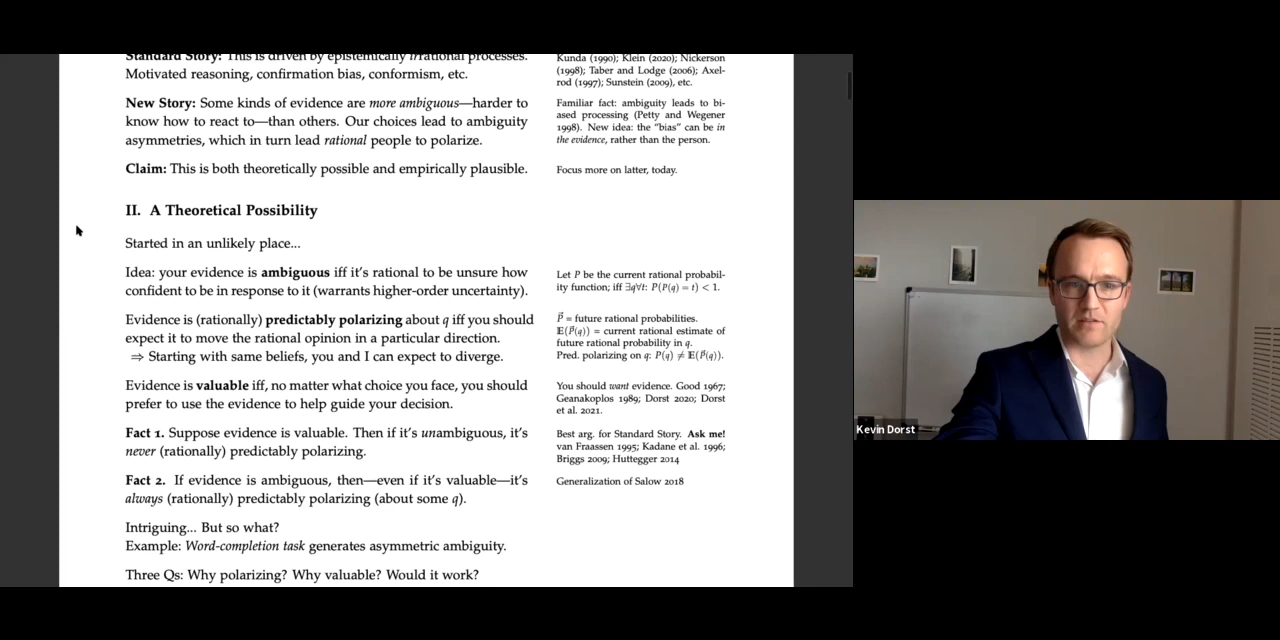 Standard Story: This is driven by epistemically irrational processes.
Motivated reasoning, confirmation bias, conformism, etc.
Kunda (1990); Klein (2020); Nickerson
(1998); Taber and Lodge (2006); Axel-
rod (1997); Sunstein (2009), etc.
New Story: Some kinds of evidence are more ambiguous—harder to
know how to react to—than others. Our choices lead to ambiguity
asymmetries, which in turn lead rational people to polarize.
Familiar fact: ambiguity leads to bi-
ased processing (Petty and Wegener
1998). New idea: the “bias” can be in
the evidence, rather than the person.
Claim: This is both theoretically possible and empirically plausible.
Focus more on latter, today.
II. A Theoretical Possibility
Started in an unlikely place...
Idea: your evidence is ambiguous iff it’s rational to be unsure how
confident to be in response to it (warrants higher-order uncertainty).
Let P be the current rational probabil-
ity function; iff ∃q∀t: P(P(q) = t) < 1.
Evidence is (rationally) predictably polarizing about q iff you should
expect it to move the rational opinion in a particular direction.
⇒ Starting with same beliefs, you and I can expect to diverge.
P⃗ = future rational probabilities.
𝔼(P⃗(q)) = current rational estimate of
future rational probability in q.
Pred. polarizing on q: P(q) ≠ 𝔼(P⃗(q)).
Evidence is valuable iff, no matter what choice you face, you should
prefer to use the evidence to help guide your decision.
You should want evidence. Good 1967;
Geanakoplos 1989; Dorst 2020; Dorst
et al. 2021.
Fact 1. Suppose evidence is valuable. Then if it’s unambiguous, it’s
never (rationally) predictably polarizing.
Best arg. for Standard Story. Ask me!
van Fraassen 1995; Kadane et al. 1996;
Briggs 2009; Huttegger 2014
Fact 2. If evidence is ambiguous, then—even if it’s valuable—it’s
always (rationally) predictably polarizing (about some q).
Generalization of Salow 2018
Intriguing... But so what?
Example: Word-completion task generates asymmetric ambiguity.
Three Qs: Why polarizing? Why valuable? Would it work?
Kevin Dorst